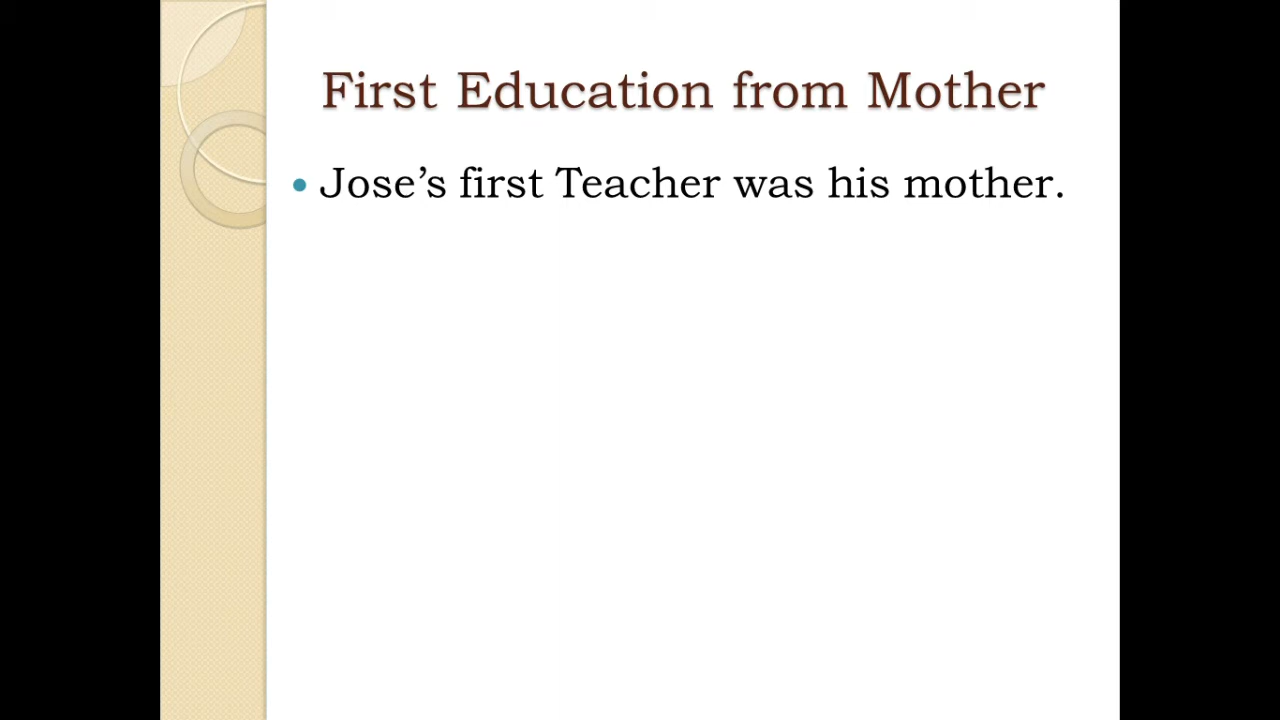 First Education from Mother
• Jose’s first Teacher was his mother.